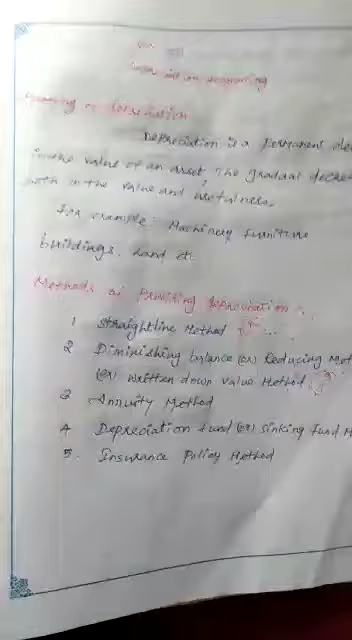 Depreciation Accounting
Meaning of Depreciation
Depreciation is a permanent
in the value of an asset. The gradual
both in the value and usefulness.
For example: Machinery Furniture
buildings, Land etc
Methods of Providing Depreciation:
1 Straightline Method
2 Diminishing balance (or) Reducing
(or) written down value Method.
3 Annuity Method
4 Depreciation fund (or) sinking Fund
5. Insurance Policy Method